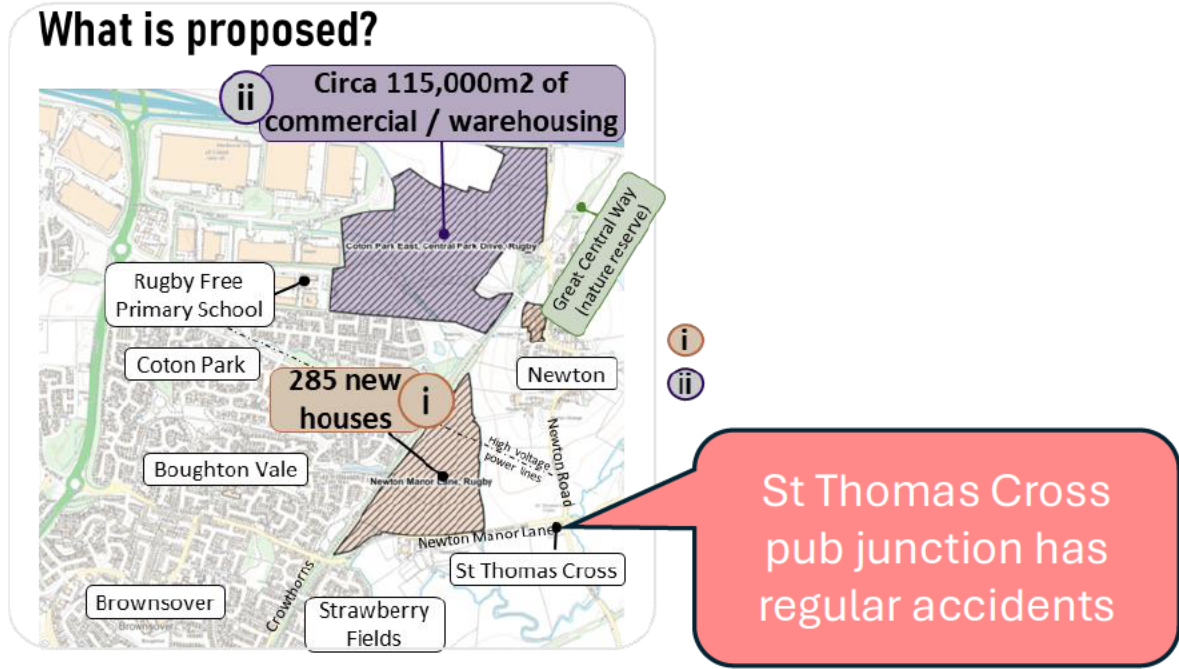 What is proposed?
ii
Circa 115,000m2 of
commercial / warehousing
Coton Park East, Central Park Drive, Rugby
Great Central Way
(nature reserve)
Rugby Free
Primary School
Coton Park
285 new
houses
i
Newton
i
ii
Boughton Vale
High voltage
power lines
Newton Road
Newton Manor Lane, Rugby
Newton Manor Lane
St Thomas Cross
Brownsover
Brownsover
Crowthorns
Strawberry
Fields
St Thomas Cross
pub junction has
regular accidents